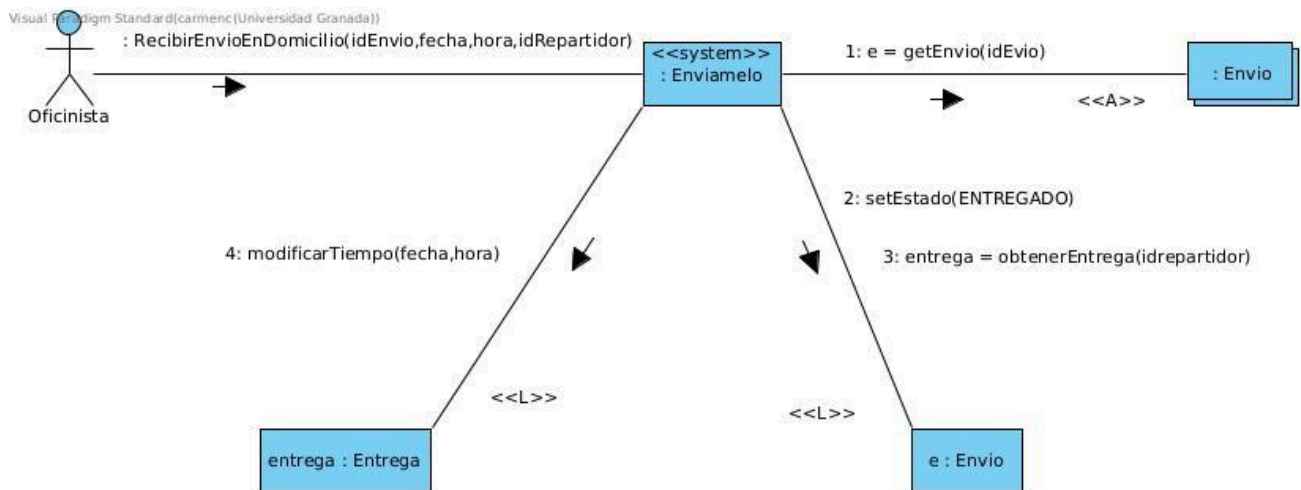 Visual Paradigm Standard(carmenc(Universidad Granada))
: RecibirEnvioEnDomicilio(idEnvio,fecha,hora,idRepartidor)
<<system>>
: Enviamelo
1: e = getEnvio(idEvio)
: Envio
<<A>>
Oficinista
2: setEstado(ENTREGADO)
4: modificarTiempo(fecha,hora)
3: entrega = obtenerEntrega(idrepartidor)
<<L>>
<<L>>
entrega : Entrega
e : Envio